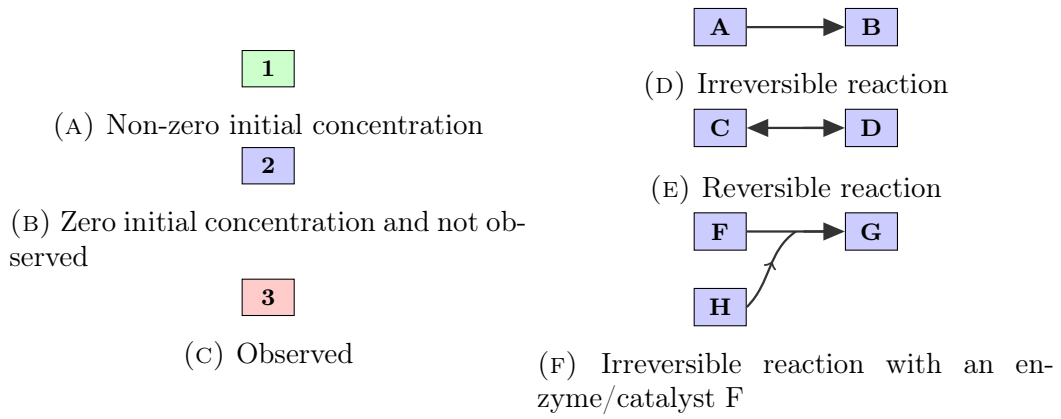 1
(A) Non-zero initial concentration
2
(B) Zero initial concentration and not ob-
served
3
(C) Observed
A B
(D) Irreversible reaction
C D
(E) Reversible reaction
F G
H
(F) Irreversible reaction with an en-
zyme/catalyst F